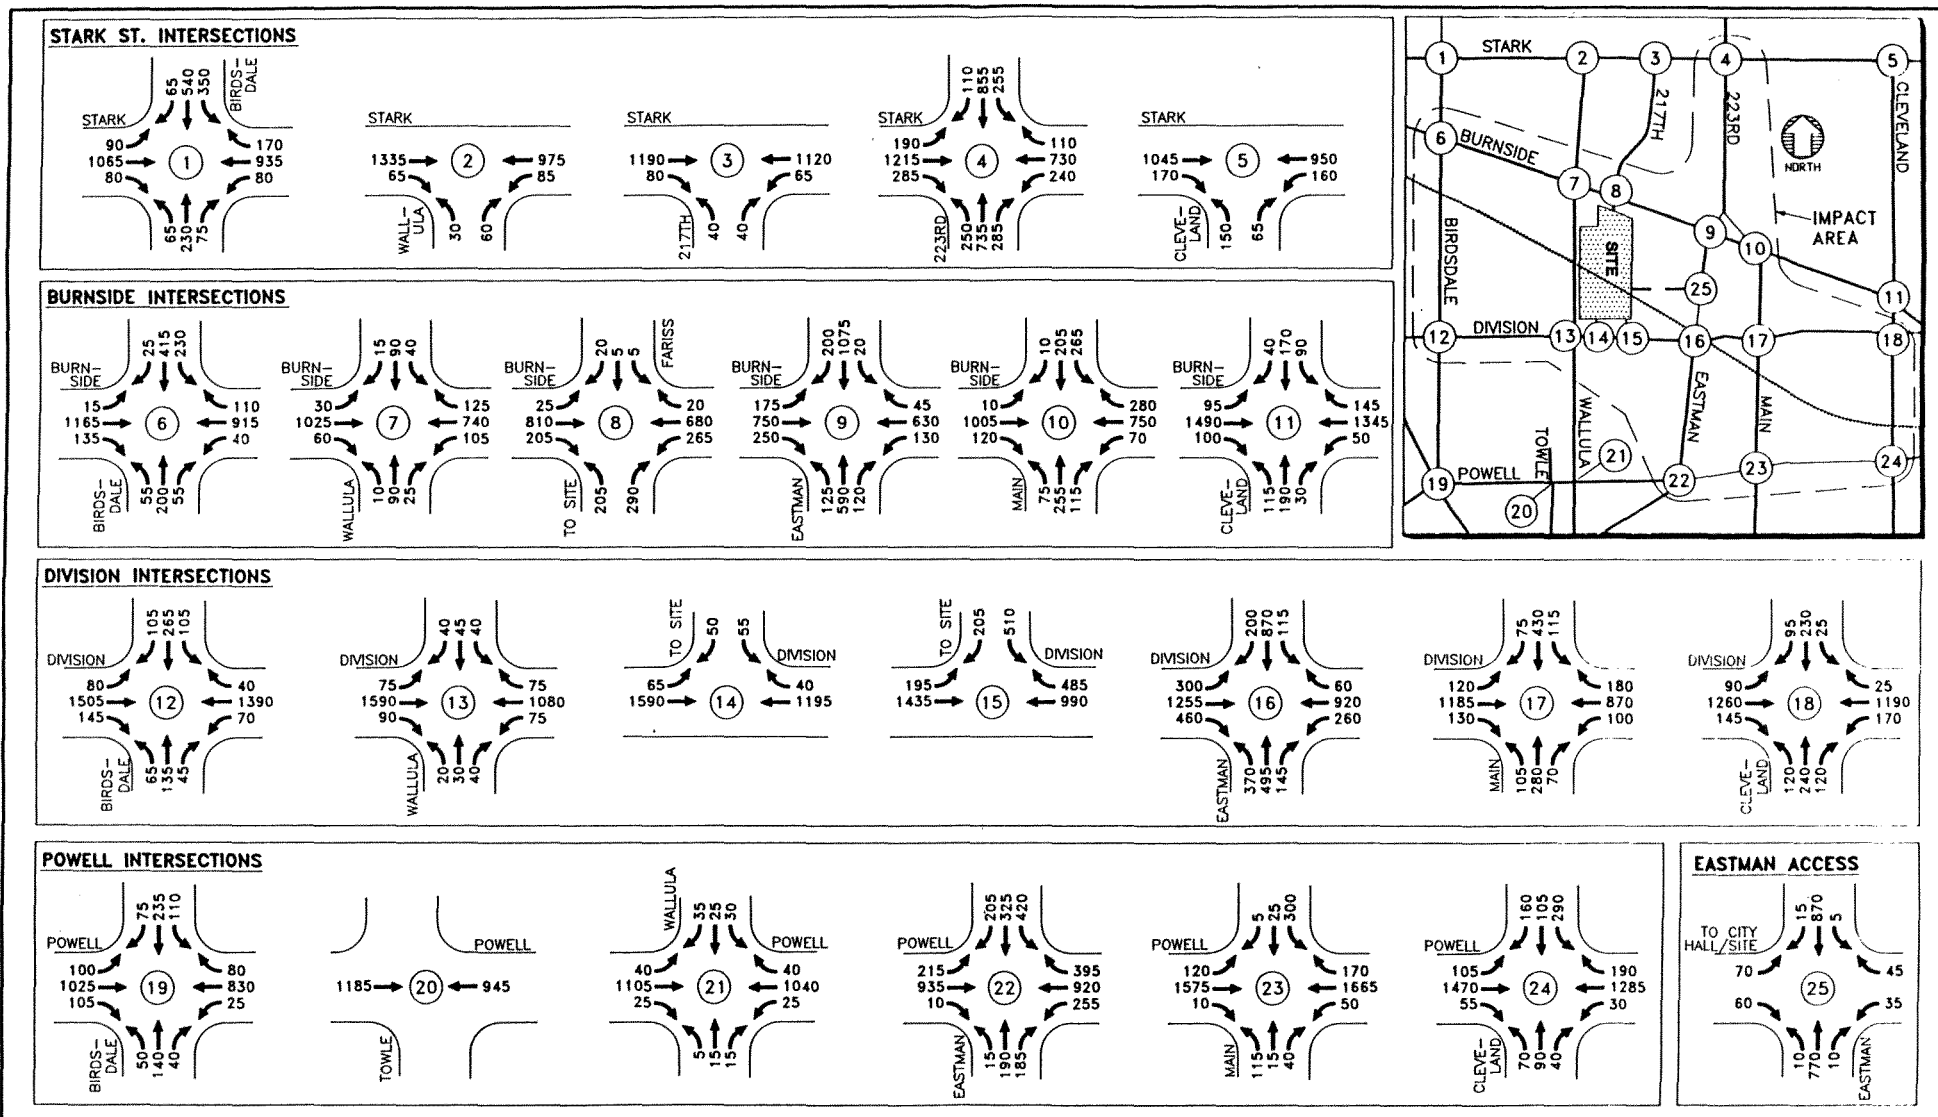 STARK ST. INTERSECTIONS
65 540 350
BIRDS-
DALE
STARK
90 170
1065 1 935
80 80
65 230 75
STARK
1335 2 975
65 85
WALL-
ULA
30 60
STARK
1190 3 1120
80 65
217TH
40 40
110 855 255
STARK
190 110
1215 4 730
285 240
223RD
250 735 285
STARK
1045 5 950
170 160
CLEVE-
LAND
150 65
1 STARK 2 3 4 5
217TH
223RD
CLEVELAND
NORTH
6 BURNSIDE
7 8
9 10
IMPACT
AREA
BIRDSDALE
SITE
25
11
12 DIVISION 13 14 15 16 17 18
WALLULA
EASTMAN
MAIN
TOWLE
21
19 POWELL 22 23 24
20
BURNSIDE INTERSECTIONS
25 415 230
BURN-
SIDE
15 110
1165 6 915
135 40
BIRDS-
DALE
55 200 55
15 90 40
BURN-
SIDE
30 125
1025 7 740
60 105
WALLULA
10 90 25
20 5 5
FARISS
BURN-
SIDE
25 20
810 8 680
205 265
TO SITE
205 290
200 1075 20
BURN-
SIDE
175 45
750 9 630
250 130
EASTMAN
125 590 120
10 205 265
BURN-
SIDE
10 280
1005 10 750
120 70
MAIN
75 255 115
40 170 90
BURN-
SIDE
95 145
1490 11 1345
100 50
CLEVE-
LAND
15 190 30
DIVISION INTERSECTIONS
105 265 105
DIVISION
80 40
1505 12 1390
145 70
BIRDS-
DALE
65 135 45
40 45 40
DIVISION
75 75
1590 13 1080
90 75
WALLULA
20 30 40
TO SITE
50 55
DIVISION
65 40
1590 14 1195
TO SITE
205 510
DIVISION
195 485
1435 15 990
200 870 115
DIVISION
300 60
1255 16 920
460 260
EASTMAN
370 495 145
75 430 115
DIVISION
120 180
1185 17 870
130 100
MAIN
105 280 70
95 230 25
DIVISION
90 25
1260 18 1190
145 170
CLEVE-
LAND
120 240 120
POWELL INTERSECTIONS
75 235 110
POWELL
100 80
1025 19 830
105 25
BIRDS-
DALE
50 140 40
POWELL
1185 20 945
TOWLE
WALLULA
35 25 30
POWELL
40 40
1105 21 1040
25 25
5 15 15
205 325 420
POWELL
215 395
935 22 920
10 255
EASTMAN
15 190 185
5 25 300
POWELL
120 170
1575 23 1665
10 50
MAIN
115 15 40
160 105 290
POWELL
105 190
1470 24 1285
55 30
CLEVE-
LAND
70 90 40
EASTMAN ACCESS
15 870 5
TO CITY
HALL/SITE
70 45
25
60 35
10 770 10
EASTMAN